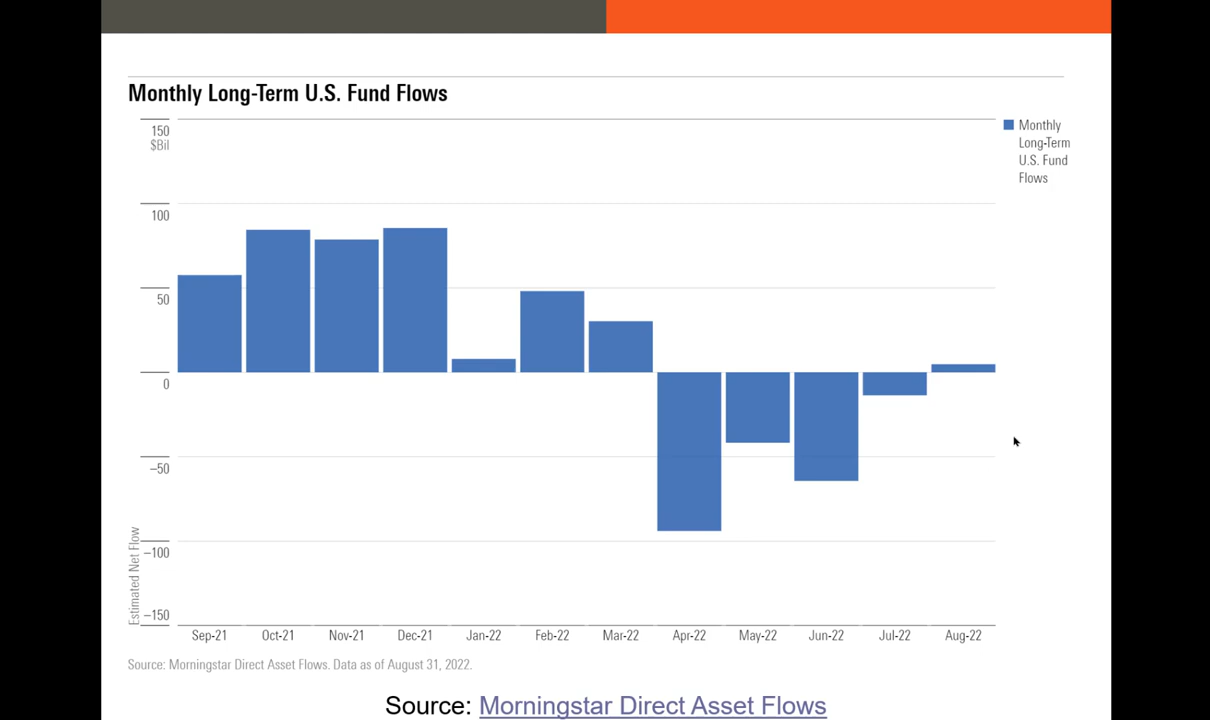 Monthly Long-Term U.S. Fund Flows
150
$Bil
100
50
0
–50
–100
–150
Estimated Net Flow
Monthly
Long-Term
U.S. Fund
Flows
Sep-21 Oct-21 Nov-21 Dec-21 Jan-22 Feb-22 Mar-22 Apr-22 May-22 Jun-22 Jul-22 Aug-22
Source: Morningstar Direct Asset Flows. Data as of August 31, 2022.
Source: Morningstar Direct Asset Flows